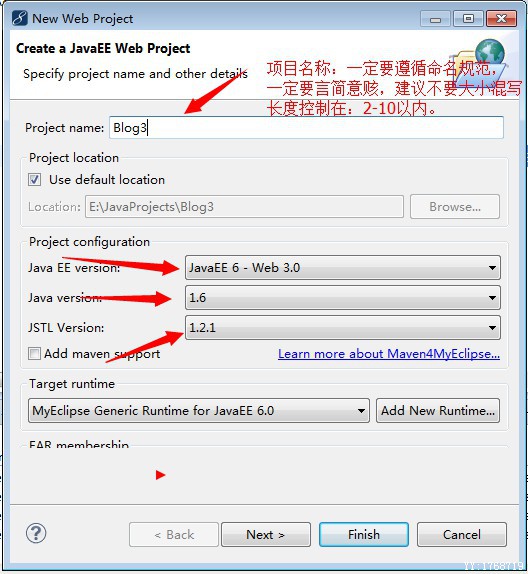 New Web Project
Create a JavaEE Web Project
Specify project name and other details
项目名称：一定要遵循命名规范，
一定要言简意赅，建议不要大小混写
长度控制在：2-10以内。
Project name: Blog3
Project location
Use default location
Location: E:\JavaProjects\Blog3 Browse...
Project configuration
Java EE version: JavaEE 6 - Web 3.0
Java version: 1.6
JSTL Version: 1.2.1
Add maven support Learn more about Maven4MyEclipse...
Target runtime
MyEclipse Generic Runtime for JavaEE 6.0 Add New Runtime...
EAR membership
< Back Next > Finish Cancel
YY.1768713